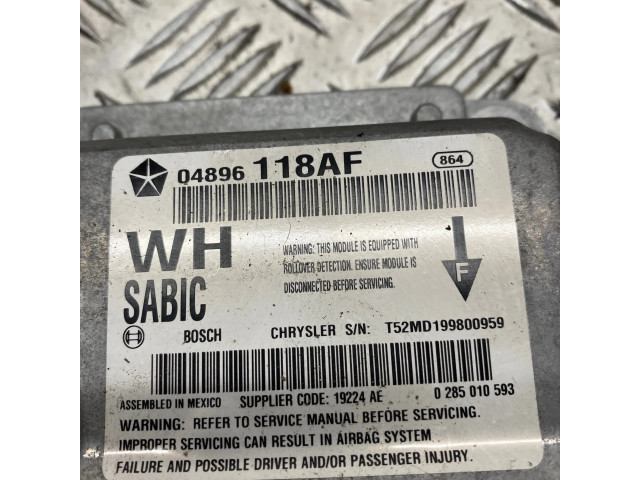 04896 118AF 864
WH
SABIC
WARNING: THIS MODULE IS EQUIPPED WITH
ROLLOVER DETECTION. ENSURE MODULE IS
DISCONNECTED BEFORE SERVICING.
F
BOSCH CHRYSLER S/N: T52MD199800959
ASSEMBLED IN MEXICO SUPPLIER CODE: 19224 AE 0 285 010 593
WARNING: REFER TO SERVICE MANUAL BEFORE SERVICING.
IMPROPER SERVICING CAN RESULT IN AIRBAG SYSTEM
FAILURE AND POSSIBLE DRIVER AND/OR PASSENGER INJURY.